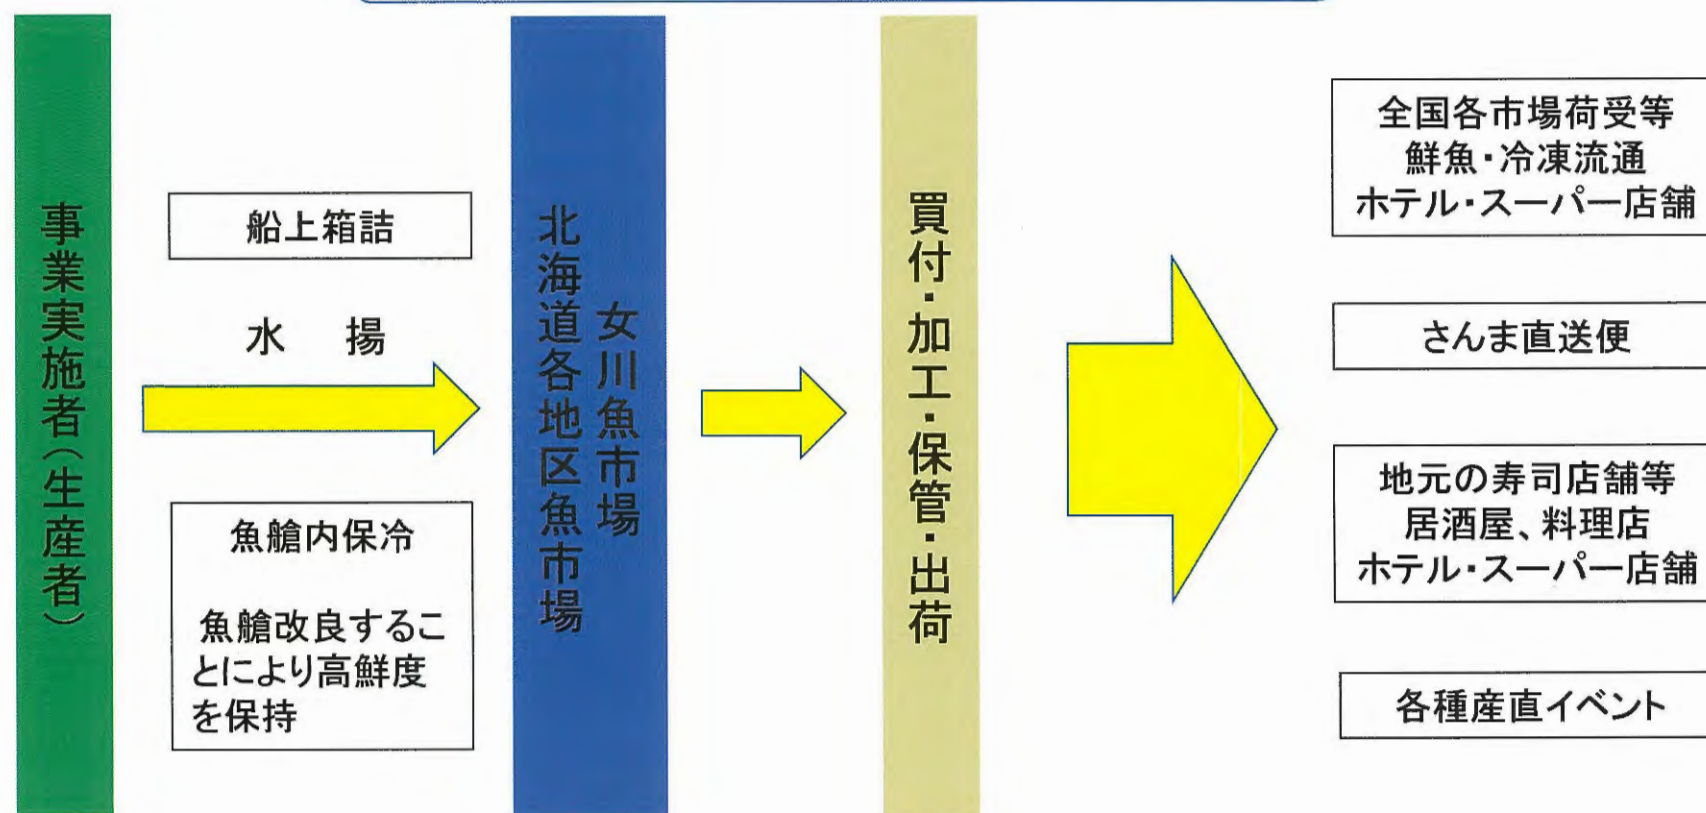 事業実施者(生産者)
船上箱詰
水 揚
魚艙内保冷
魚艙改良するこ
とにより高鮮度
を保持
女川魚市場
北海道各地区魚市場
買付・加工・保管・出荷
全国各市場荷受等
鮮魚・冷凍流通
ホテル・スーパー店舗
さんま直送便
地元の寿司店舗等
居酒屋、料理店
ホテル・スーパー店舗
各種産直イベント